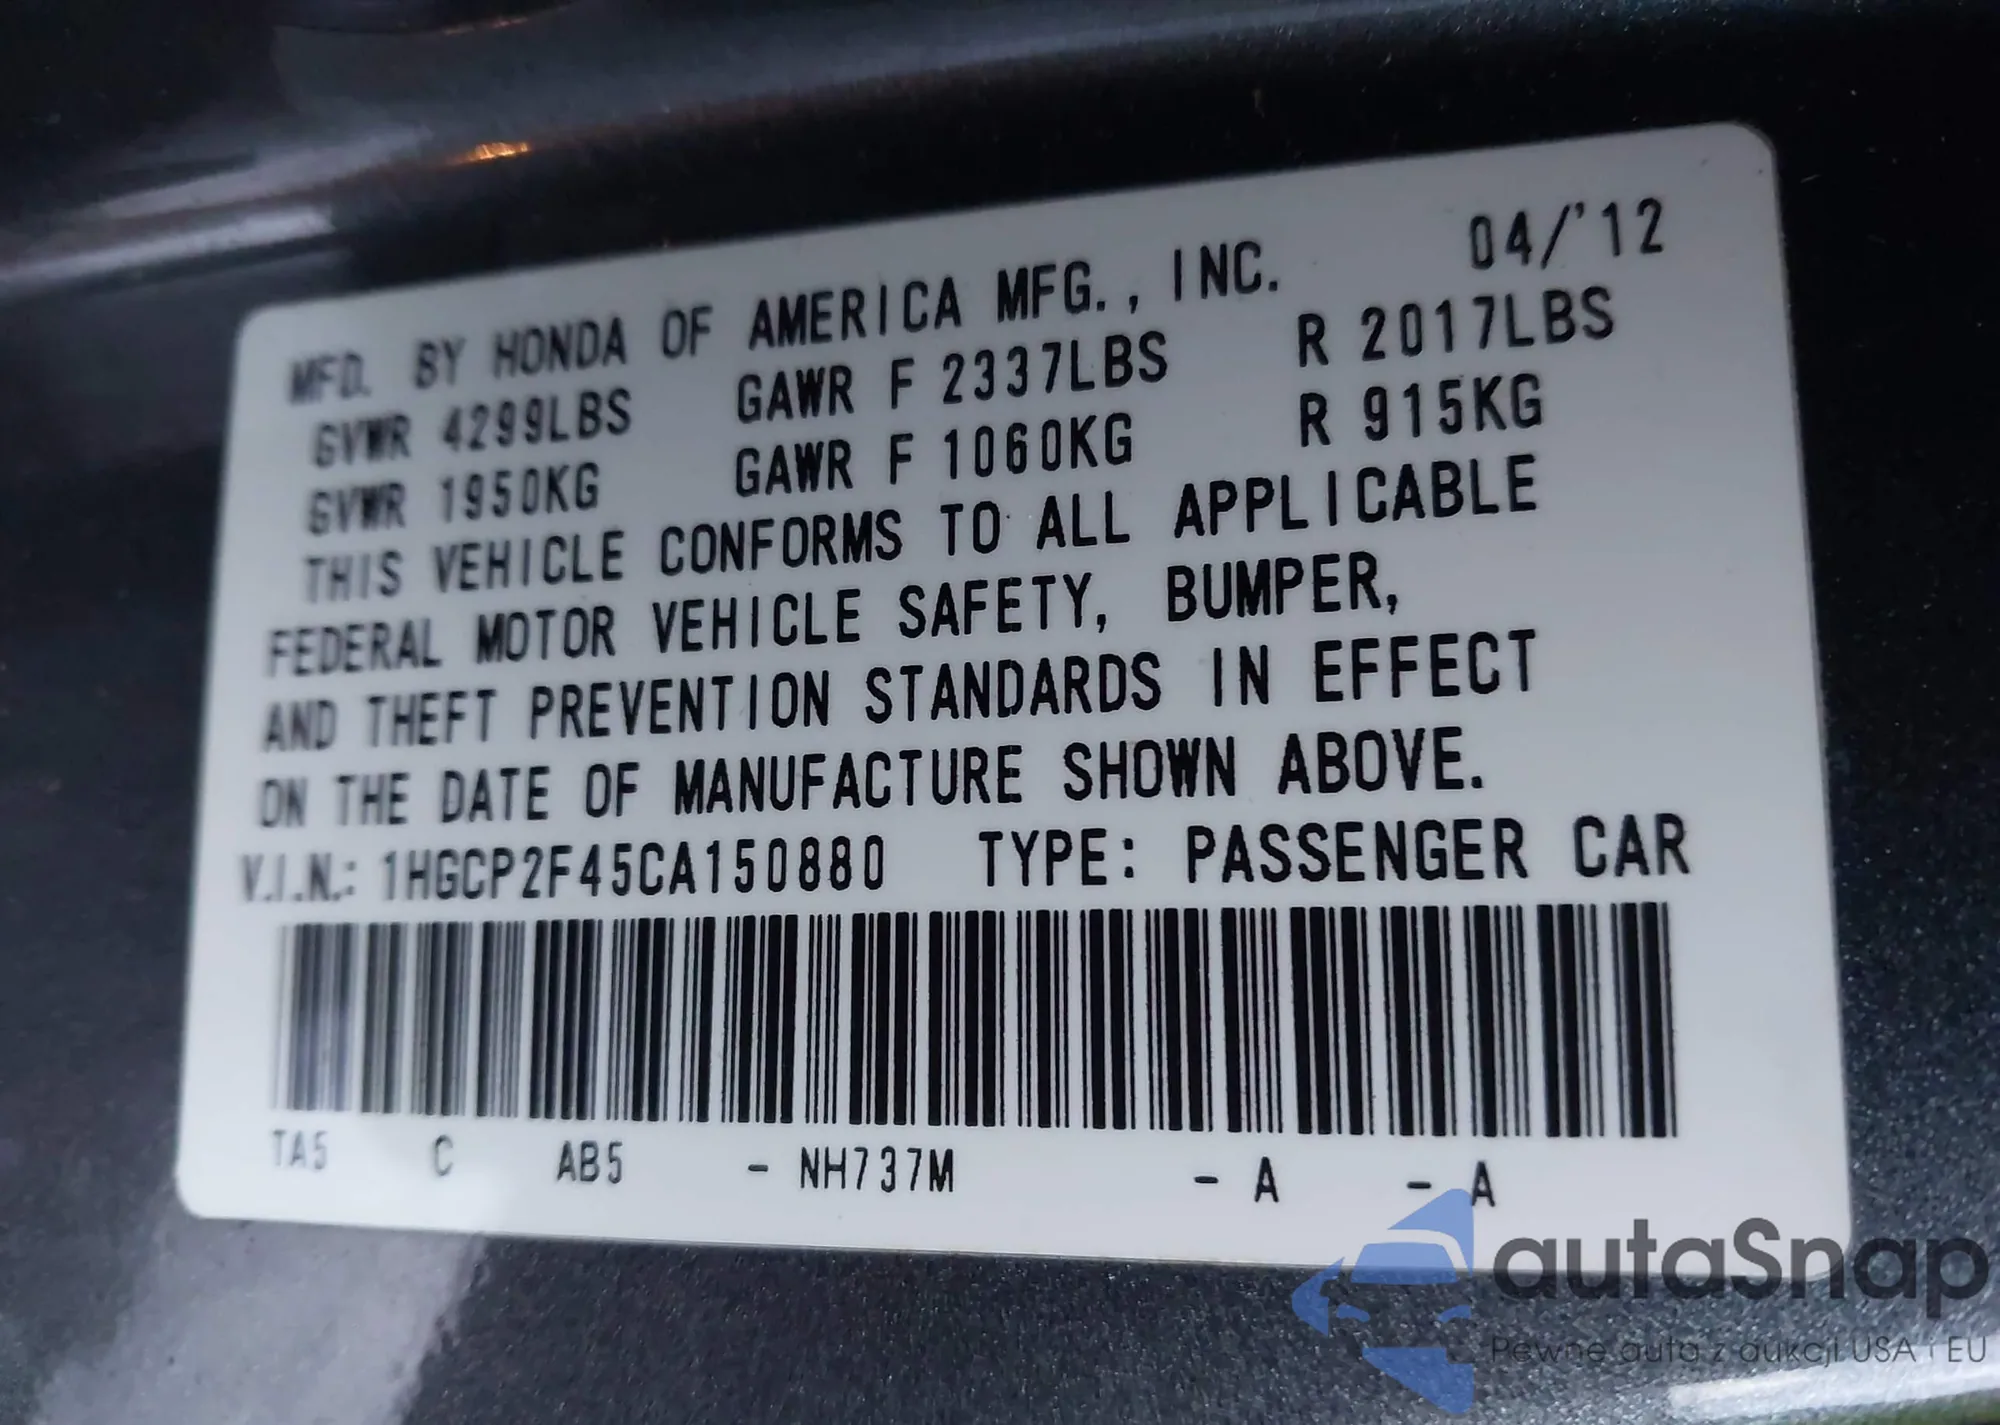 MFD. BY HONDA OF AMERICA MFG., INC. 04/'12
GVWR 4299LBS GAWR F 2337LBS R 2017LBS
GVWR 1950KG GAWR F 1060KG R 915KG
THIS VEHICLE CONFORMS TO ALL APPLICABLE
FEDERAL MOTOR VEHICLE SAFETY, BUMPER,
AND THEFT PREVENTION STANDARDS IN EFFECT
ON THE DATE OF MANUFACTURE SHOWN ABOVE.
V.I.N.: 1HGCP2F45CA150880 TYPE: PASSENGER CAR
TA5 C AB5 - NH737M - A - A
autaSnap
Pewne auta z aukcji USA i EU